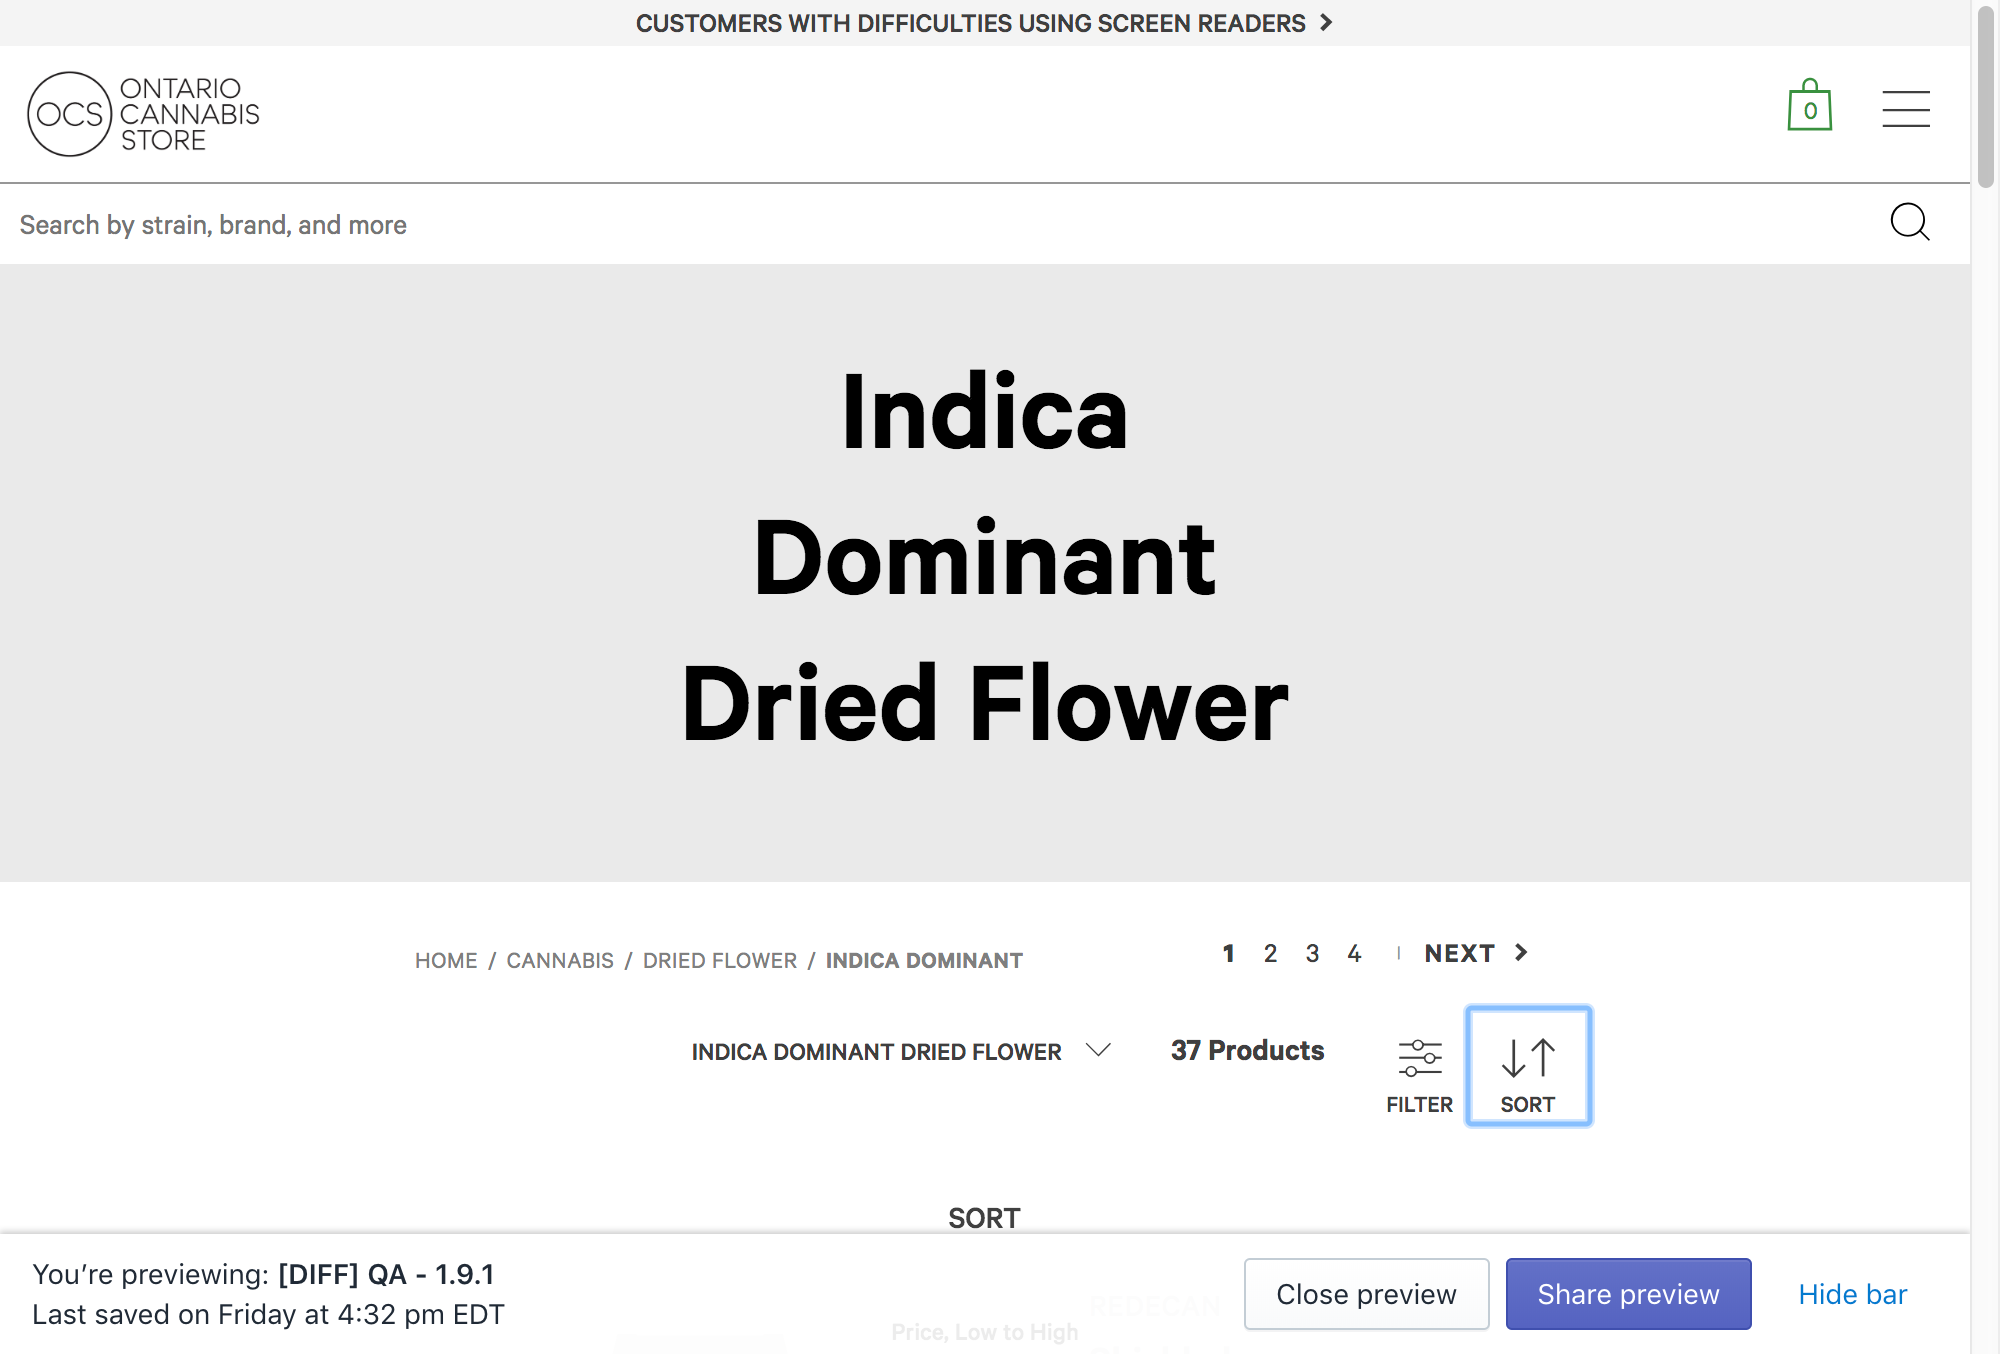 CUSTOMERS WITH DIFFICULTIES USING SCREEN READERS
OCS
ONTARIO
CANNABIS
STORE
0
Search by strain, brand, and more
Indica
Dominant
Dried Flower
HOME / CANNABIS / DRIED FLOWER / INDICA DOMINANT
1 2 3 4 | NEXT
INDICA DOMINANT DRIED FLOWER
37 Products
FILTER
SORT
SORT
You’re previewing: [DIFF] QA - 1.9.1
Last saved on Friday at 4:32 pm EDT
REDECAN
Price, Low to High
Close preview
Share preview
Hide bar